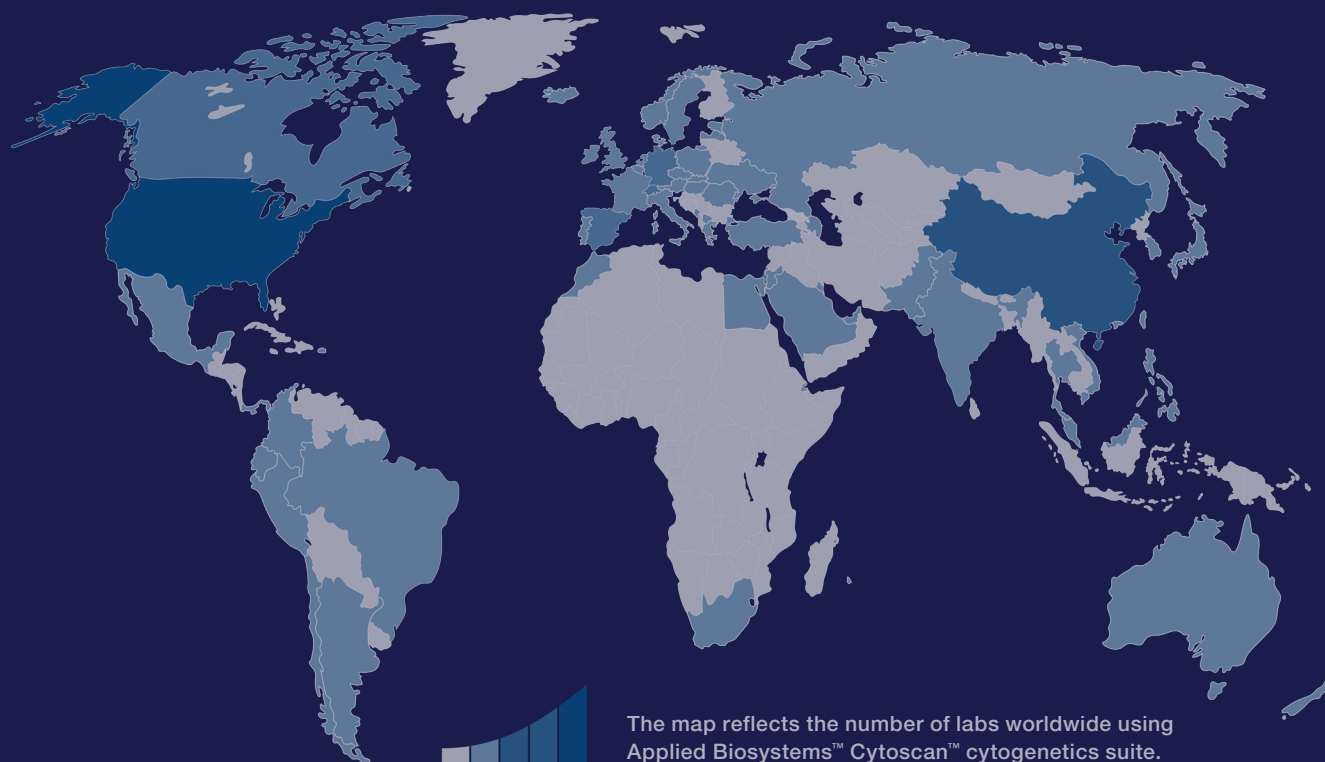 The map reflects the number of labs worldwide using
Applied Biosystems™ Cytoscan™ cytogenetics suite.